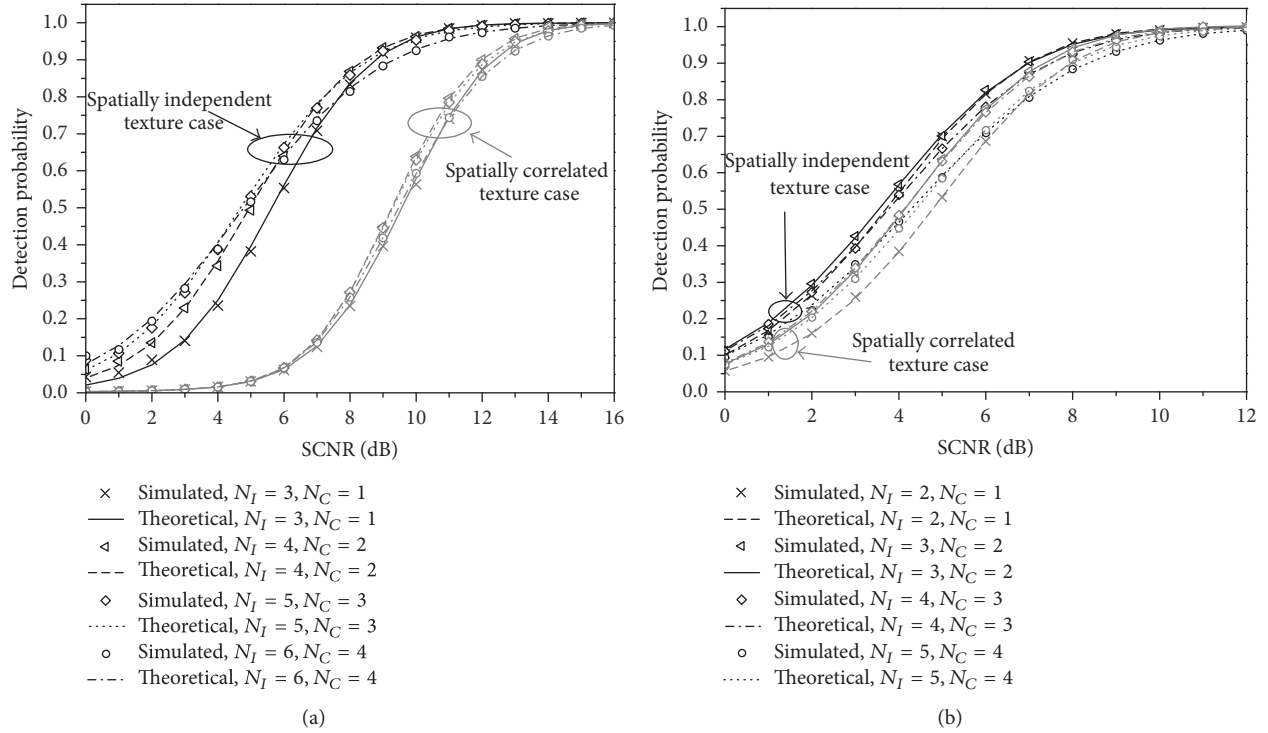 1.0
0.9
0.8
0.7
0.6
0.5
0.4
0.3
0.2
0.1
0.0
Detection probability
Spatially independent
texture case
Spatially correlated
texture case
0 2 4 6 8 10 12 14 16
SCNR (dB)
Simulated, N_I = 3, N_C = 1
Theoretical, N_I = 3, N_C = 1
Simulated, N_I = 4, N_C = 2
Theoretical, N_I = 4, N_C = 2
Simulated, N_I = 5, N_C = 3
Theoretical, N_I = 5, N_C = 3
Simulated, N_I = 6, N_C = 4
Theoretical, N_I = 6, N_C = 4
(a)
1.0
0.9
0.8
0.7
0.6
0.5
0.4
0.3
0.2
0.1
0.0
Detection probability
Spatially independent
texture case
Spatially correlated
texture case
0 2 4 6 8 10 12
SCNR (dB)
Simulated, N_I = 2, N_C = 1
Theoretical, N_I = 2, N_C = 1
Simulated, N_I = 3, N_C = 2
Theoretical, N_I = 3, N_C = 2
Simulated, N_I = 4, N_C = 3
Theoretical, N_I = 4, N_C = 3
Simulated, N_I = 5, N_C = 4
Theoretical, N_I = 5, N_C = 4
(b)